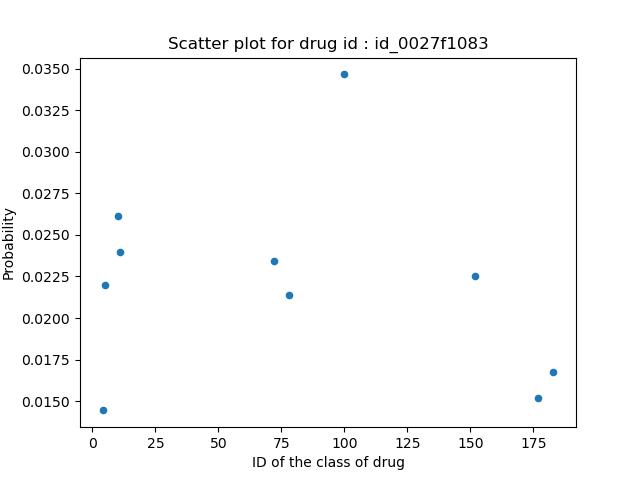 Scatter plot for drug id : id_0027f1083
0.0350
0.0325
0.0300
0.0275
0.0250
0.0225
0.0200
0.0175
0.0150
Probability
0 25 50 75 100 125 150 175
ID of the class of drug